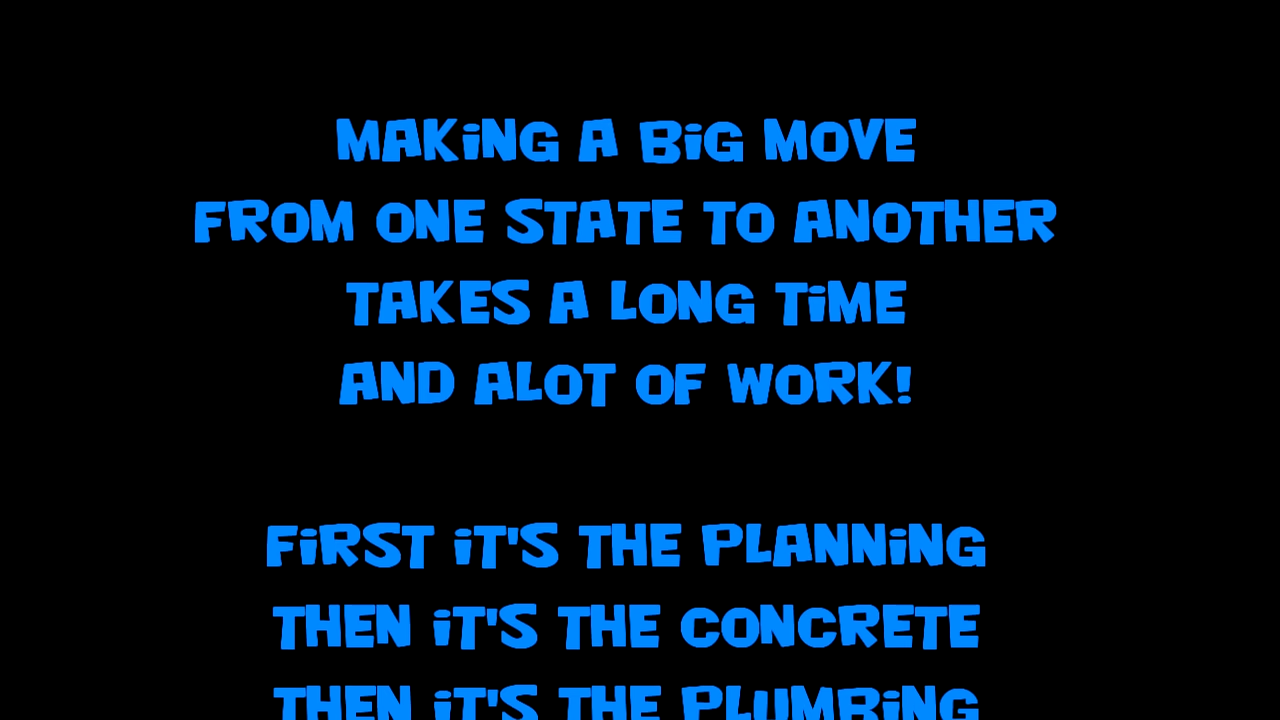 MAKING A BIG MOVE
FROM ONE STATE TO ANOTHER
TAKES A LONG TIME
AND ALOT OF WORK!
FIRST IT'S THE PLANNING
THEN IT'S THE CONCRETE
THEN IT'S THE PLUMBING